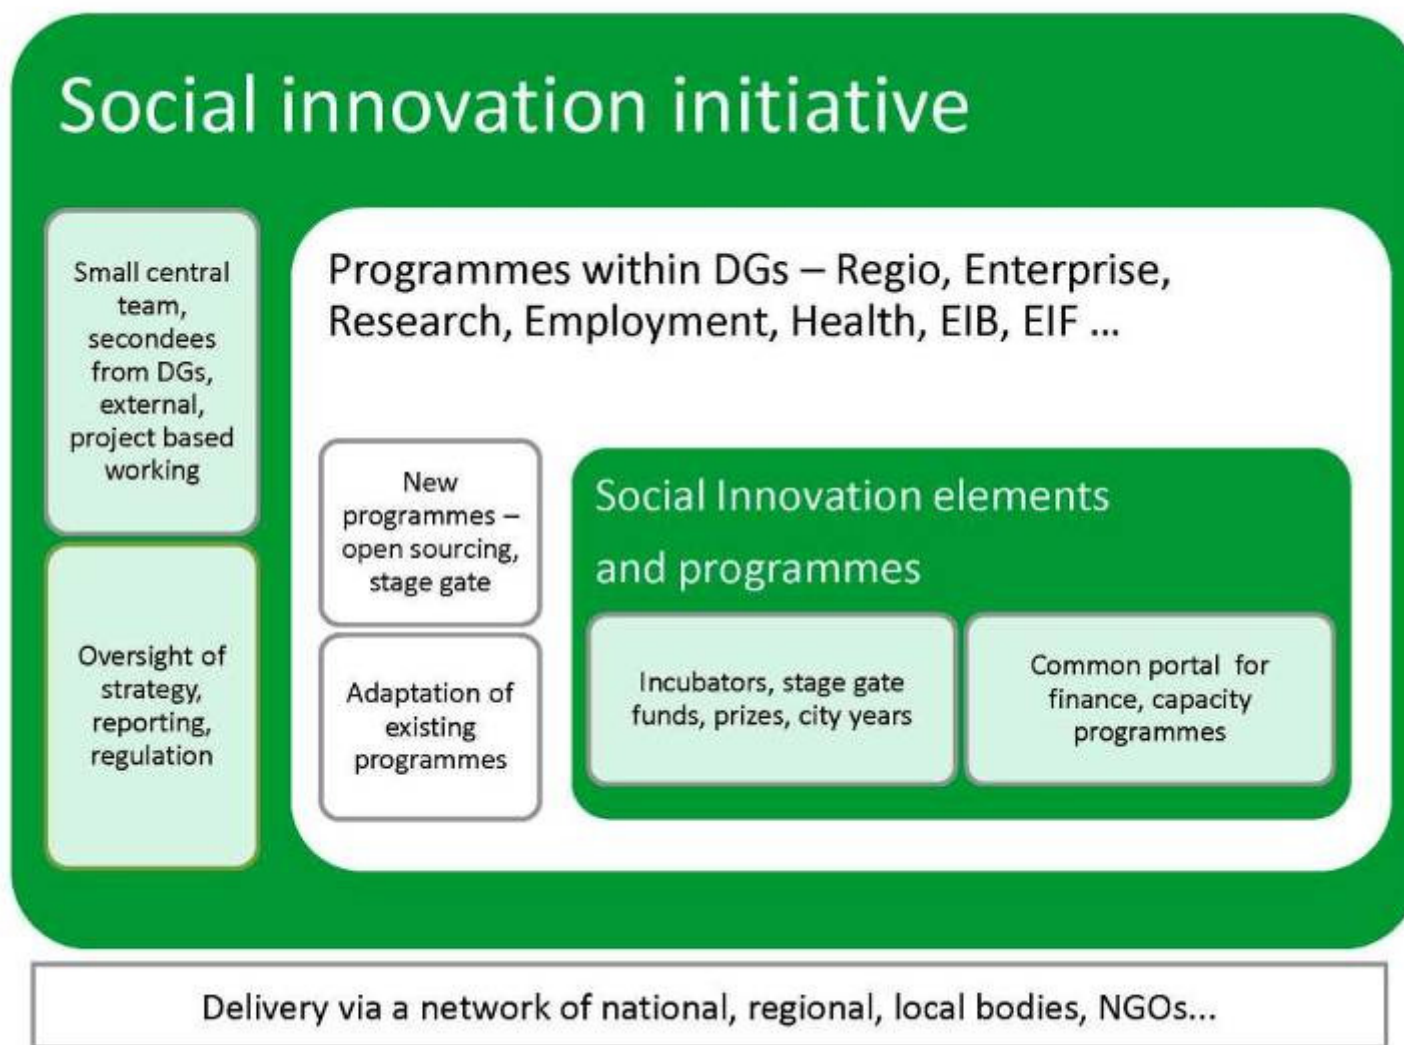 Social innovation initiative
Small central
team,
secondees
from DGs,
external,
project based
working
Oversight of
strategy,
reporting,
regulation
Programmes within DGs – Regio, Enterprise,
Research, Employment, Health, EIB, EIF ...
New
programmes –
open sourcing,
stage gate
Adaptation of
existing
programmes
Social Innovation elements
and programmes
Incubators, stage gate
funds, prizes, city years
Common portal for
finance, capacity
programmes
Delivery via a network of national, regional, local bodies, NGOs...